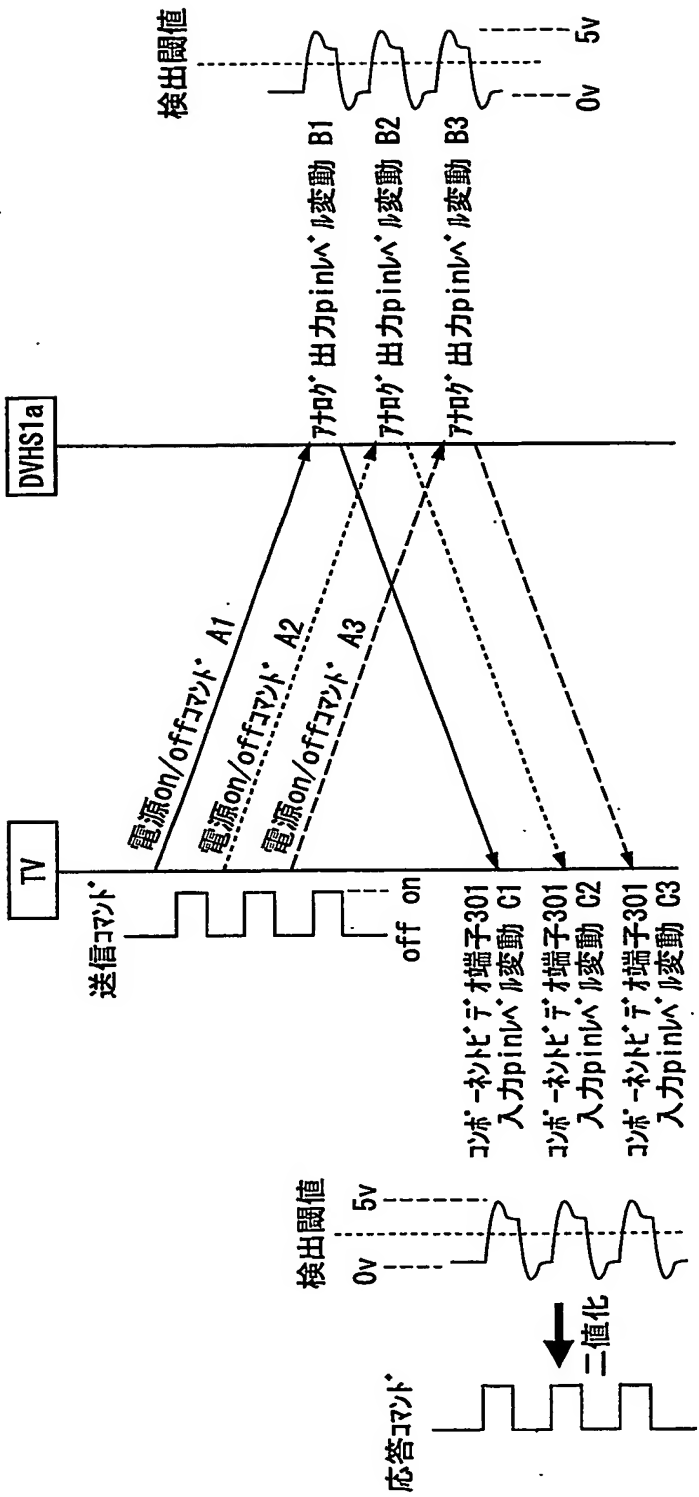 TV
DVHS1a
送信コマンド
off on
電源on/offコマンド A1
電源on/offコマンド A2
電源on/offコマンド A3
アナログ出力pinレベル変動 B1
アナログ出力pinレベル変動 B2
アナログ出力pinレベル変動 B3
検出閾値
0v
5v
コンポーネントビデオ端子301
入力pinレベル変動 C1
コンポーネントビデオ端子301
入力pinレベル変動 C2
コンポーネントビデオ端子301
入力pinレベル変動 C3
検出閾値
0v
5v
二値化
応答コマンド